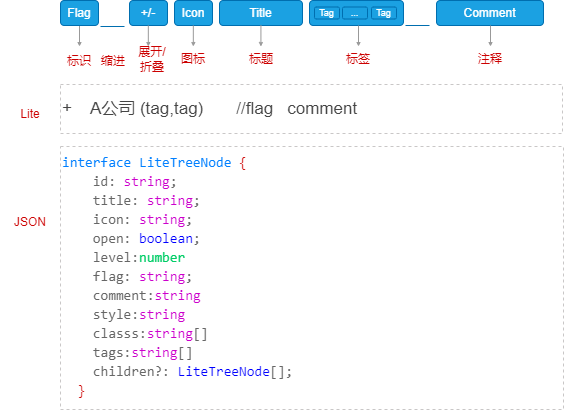 Flag +/- Icon Title Tag ... Tag Comment
标识 缩进 展开/折叠 图标 标题 标签 注释
Lite
+ A公司 (tag,tag) //flag comment
JSON
interface LiteTreeNode {
id: string;
title: string;
icon: string;
open: boolean;
level:number
flag: string;
comment:string
style:string
classs:string[]
tags:string[]
children?: LiteTreeNode[];
}